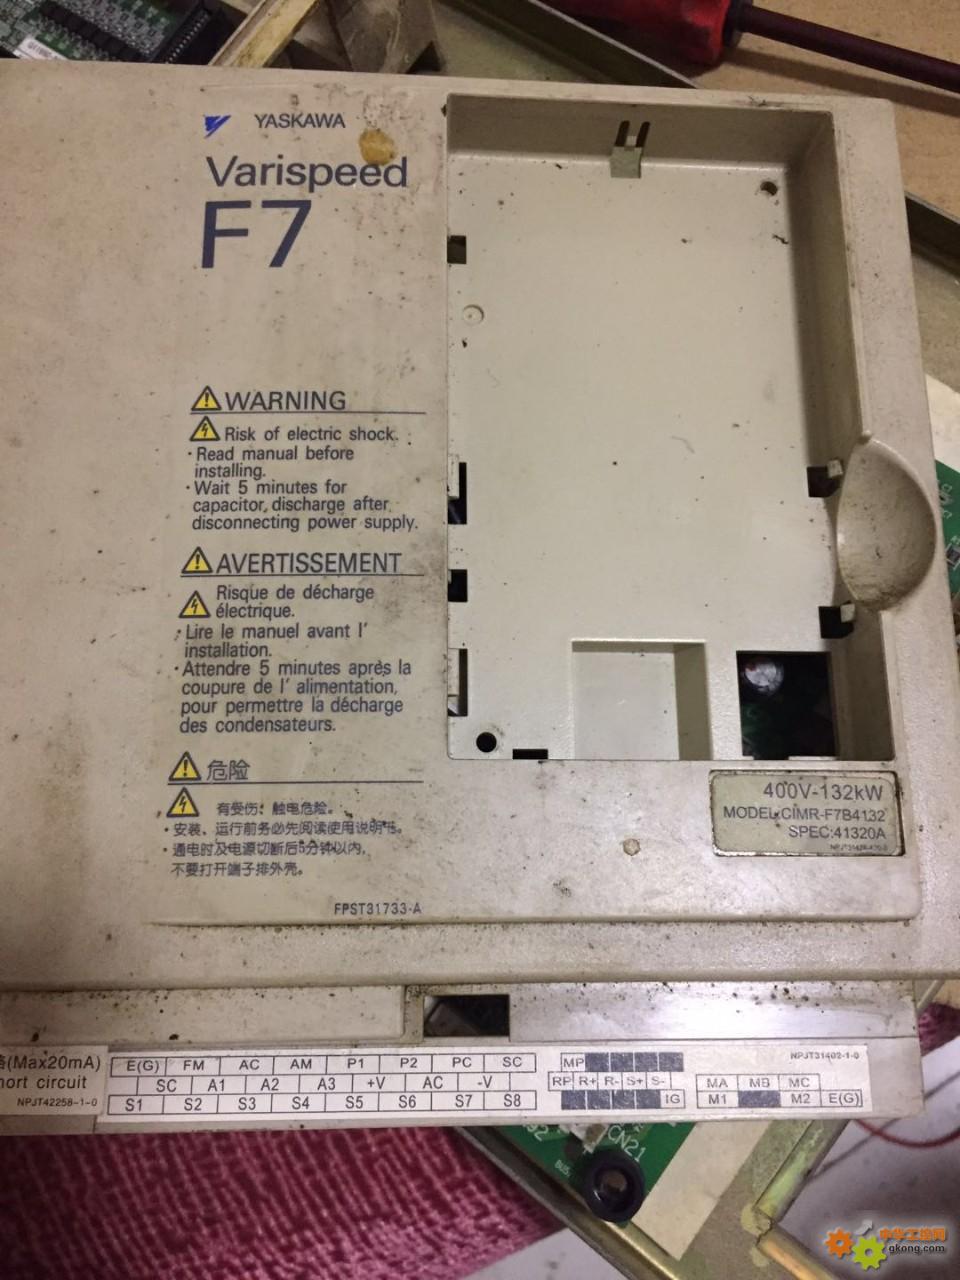 YASKAWA
Varispeed
F7
WARNING
Risk of electric shock.
· Read manual before
installing.
· Wait 5 minutes for
capacitor, discharge after
disconnecting power supply.
AVERTISSEMENT
Risque de décharge
électrique.
· Lire le manuel avant l'
installation.
· Attendre 5 minutes après la
coupure de l' alimentation,
pour permettre la décharge
des condensateurs.
危险
有受伤、触电危险。
· 安装、运行前务必先阅读使用说明书。
· 通电时及电源切断后5分钟以内，
不要打开端子排外壳。
FPST31733-A
400V-132kW
MODEL:CIMR-F7B4132
SPEC:41320A
(Max20mA)
hort circuit
NPJT42258-1-0
E(G) FM AC AM P1 P2 PC SC
SC A1 A2 A3 +V AC -V
S1 S2 S3 S4 S5 S6 S7 S8
MP
RP R+ R- S+ S-
IG
NPJT31402-1-0
MA MB MC
M1 M2 E(G)
CN21
中华工控网
gkong.com